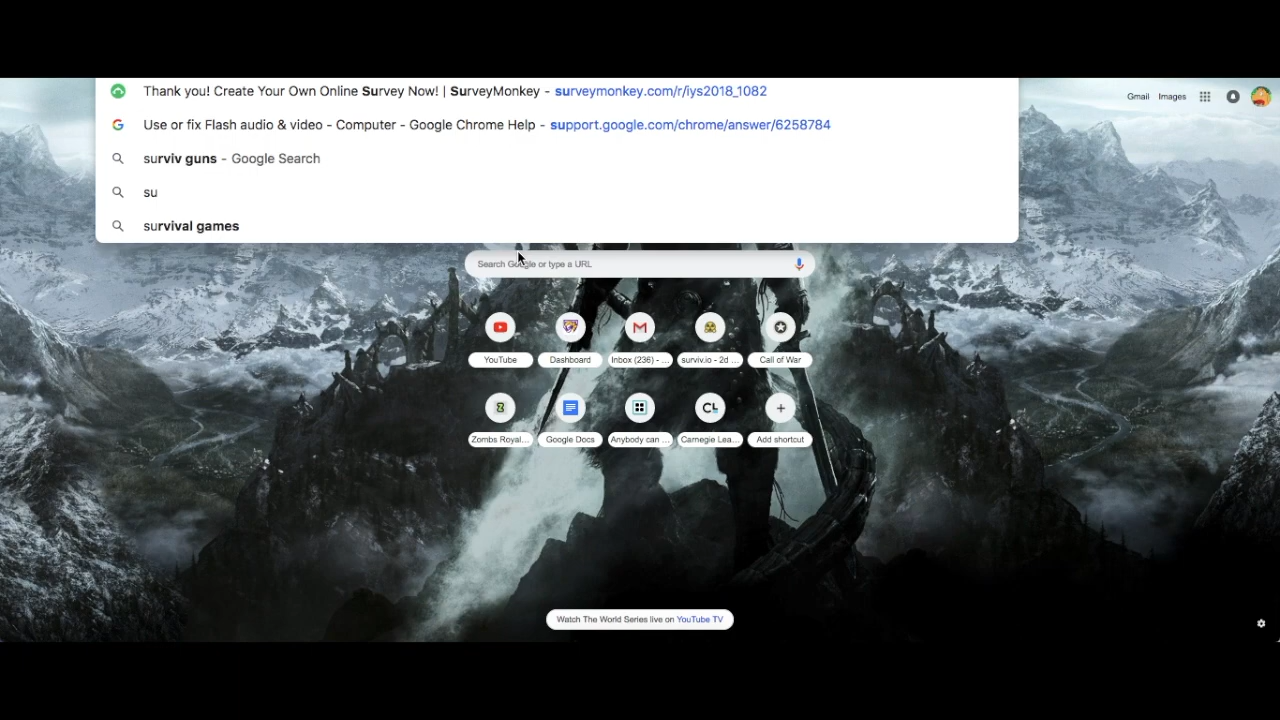 Thank you! Create Your Own Online Survey Now! | SurveyMonkey - surveymonkey.com/r/iys2018_1082
Use or fix Flash audio & video - Computer - Google Chrome Help - support.google.com/chrome/answer/6258784
surviv guns - Google Search
su
survival games
Gmail Images
Search Google or type a URL
YouTube Dashboard Inbox (236) - ... surviv.io - 2d ... Call of War
Zombs Royal... Google Docs Anybody can ... Carnegie Lea... Add shortcut
Watch The World Series live on YouTube TV